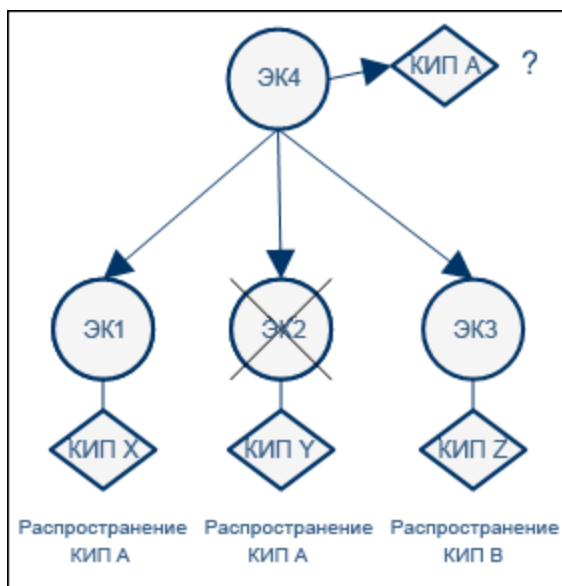 ЭК4
КИП A
?
ЭК1
ЭК2
ЭК3
КИП X
КИП Y
КИП Z
Распространение
КИП A
Распространение
КИП A
Распространение
КИП B